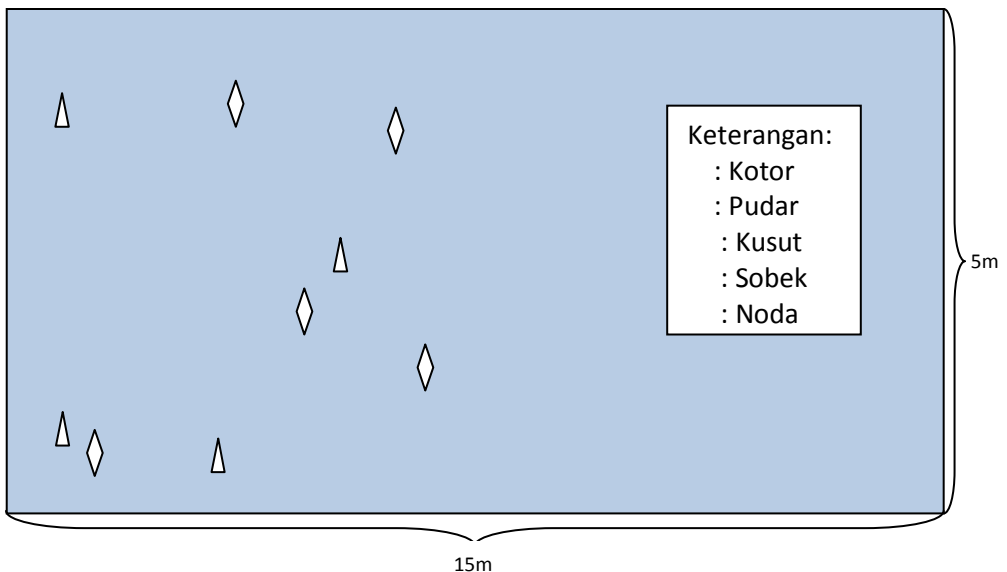 Keterangan:
: Kotor
: Pudar
: Kusut
: Sobek
: Noda
5m
15m